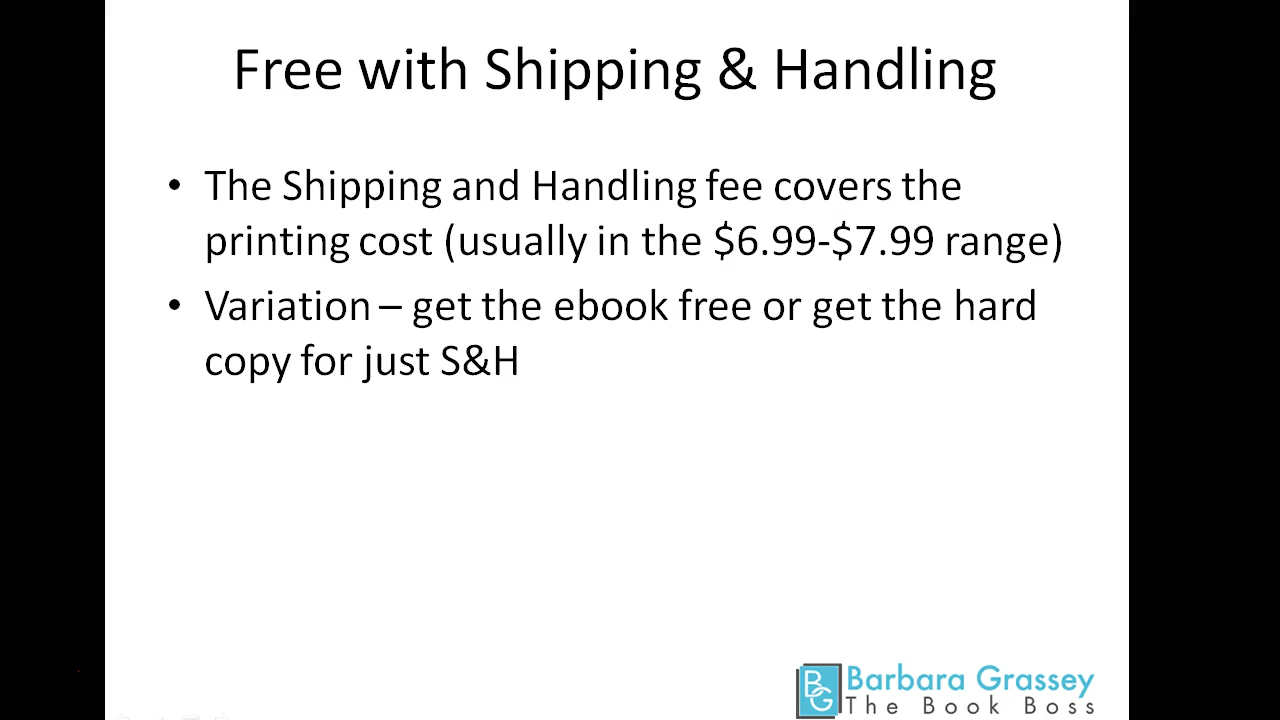 Free with Shipping & Handling
• The Shipping and Handling fee covers the
printing cost (usually in the $6.99-$7.99 range)
• Variation – get the ebook free or get the hard
copy for just S&H
BG Barbara Grassey
The Book Boss